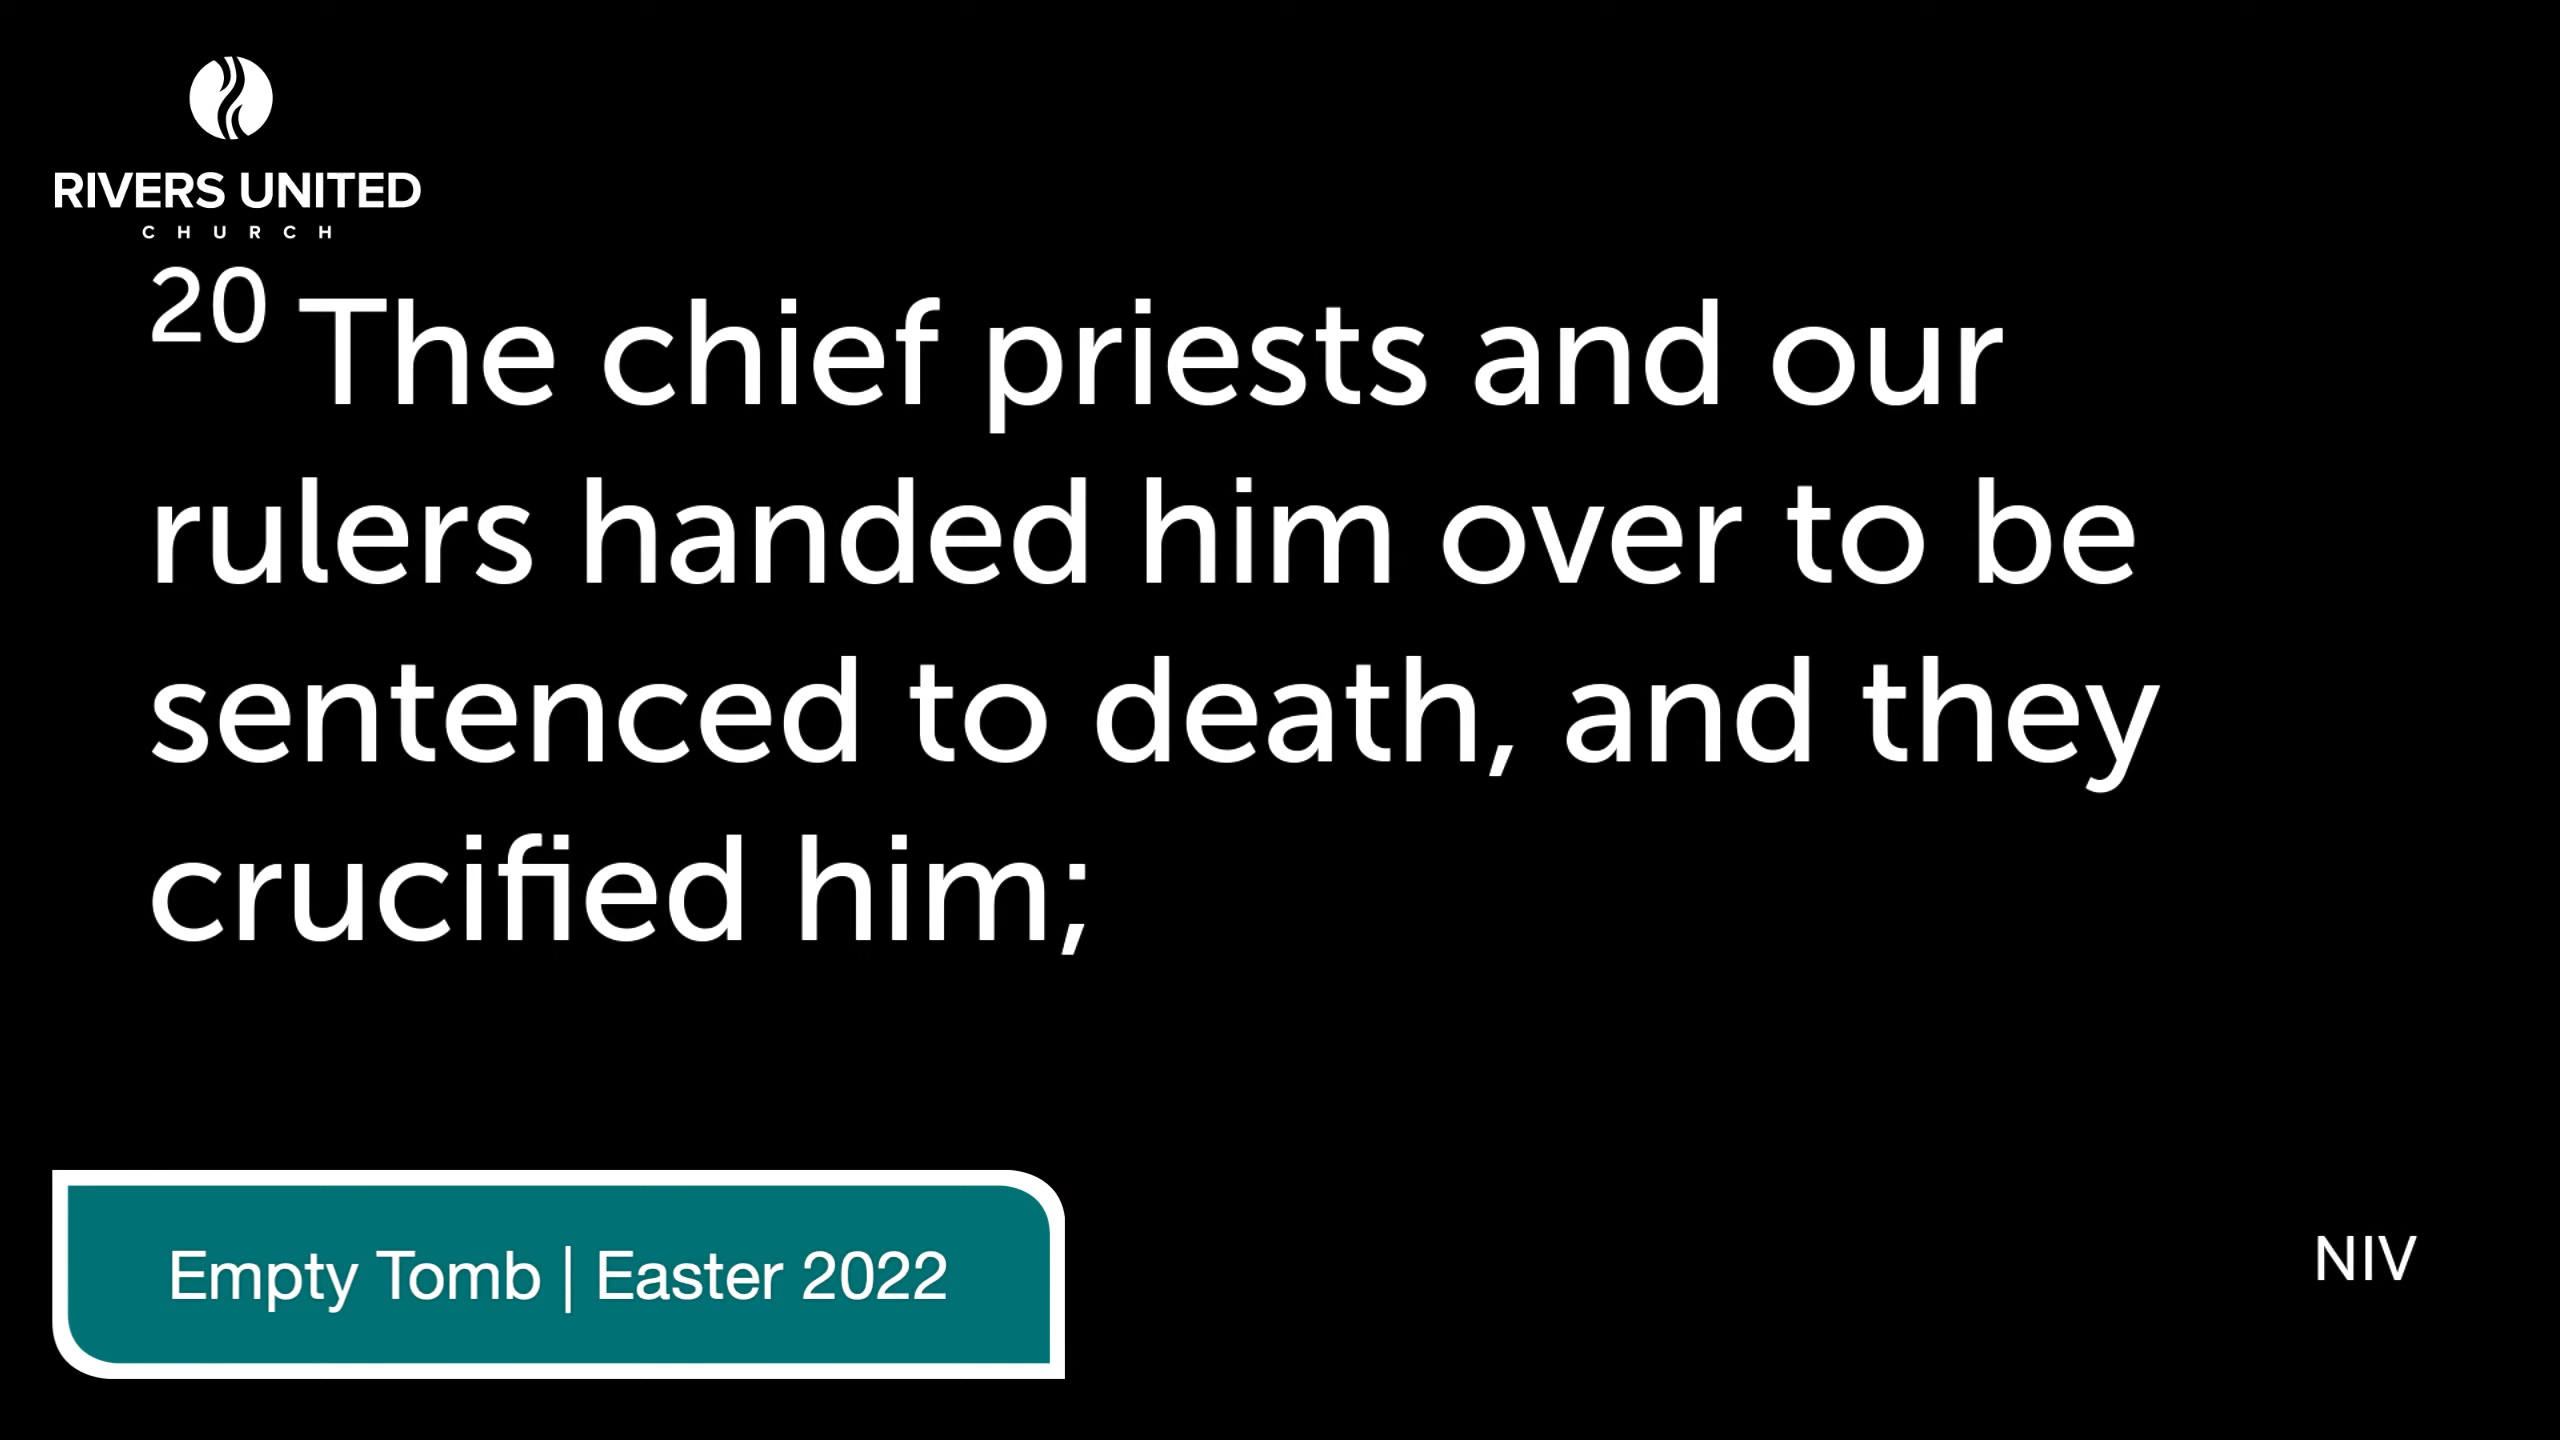 RIVERS UNITED
CHURCH
20 The chief priests and our
rulers handed him over to be
sentenced to death, and they
crucified him;
Empty Tomb | Easter 2022
NIV